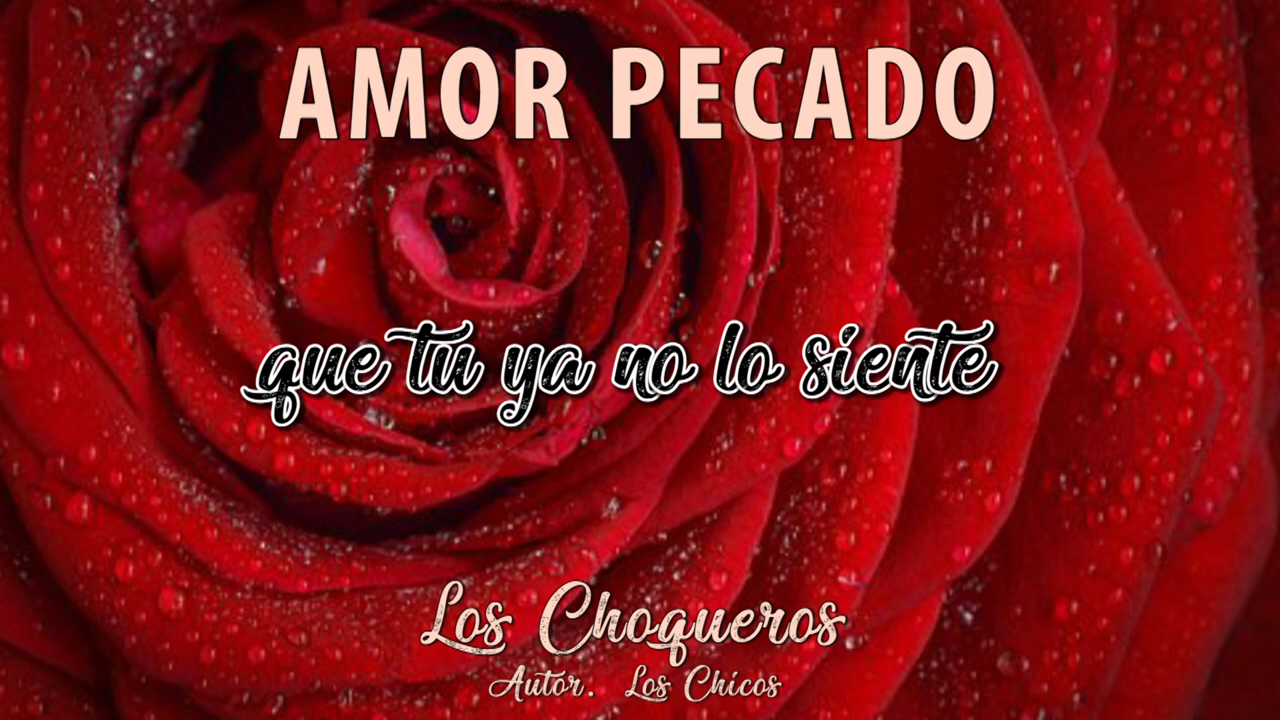 AMOR PECADO
que tu ya no lo siente
Los Choqueros
Autor. Los Chicos